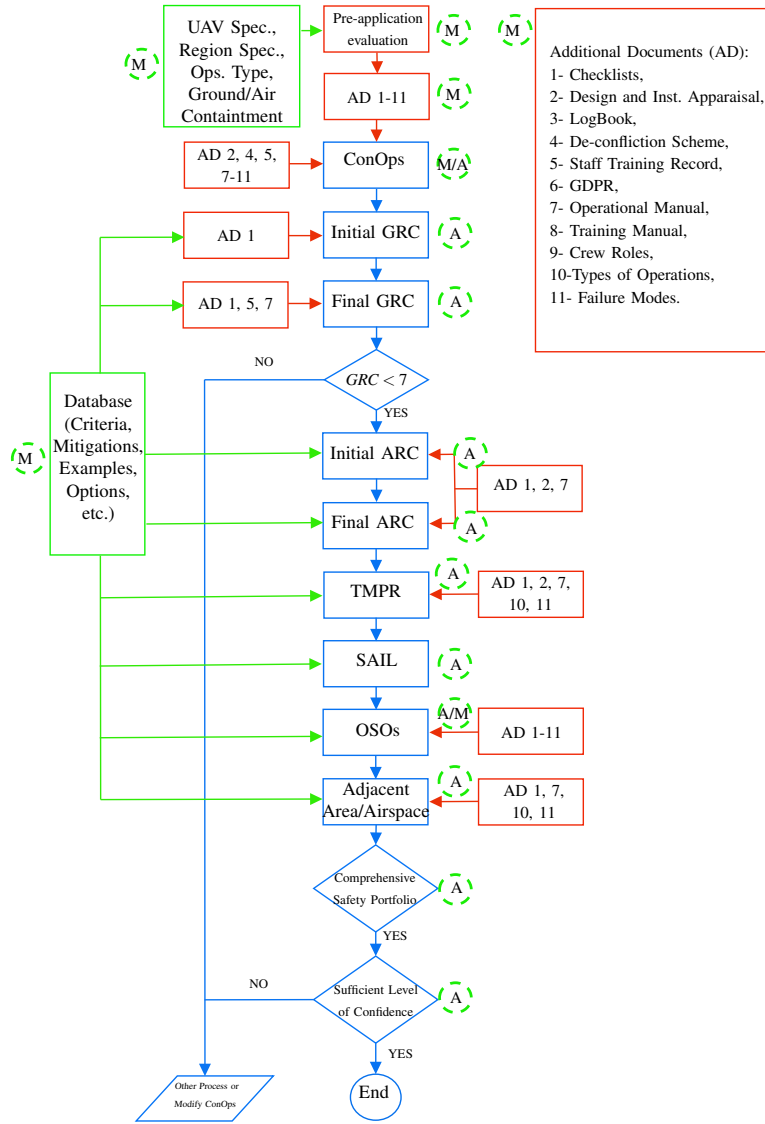 UAV Spec.,
Region Spec.,
Ops. Type,
Ground/Air
Containtment
M
Pre-application
evaluation
M
M
Additional Documents (AD):
1- Checklists,
2- Design and Inst. Apparaisal,
3- LogBook,
4- De-confliction Scheme,
5- Staff Training Record,
6- GDPR,
7- Operational Manual,
8- Training Manual,
9- Crew Roles,
10-Types of Operations,
11- Failure Modes.
AD 1-11
M
AD 2, 4, 5,
7-11
ConOps
M/A
AD 1
Initial GRC
A
AD 1, 5, 7
Final GRC
A
NO
GRC < 7
YES
Database
(Criteria,
Mitigations,
Examples,
Options,
etc.)
M
Initial ARC
A
AD 1, 2, 7
Final ARC
A
TMPR
A
AD 1, 2, 7,
10, 11
SAIL
A
OSOs
A/M
AD 1-11
Adjacent
Area/Airspace
A
AD 1, 7,
10, 11
Comprehensive
Safety Portfolio
A
YES
NO
Sufficient Level
of Confidence
A
YES
Other Process or
Modify ConOps
End